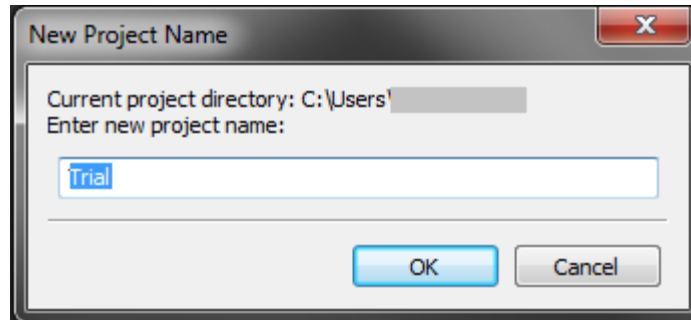 New Project Name
Current project directory: C:\Users\
Enter new project name:
Trial
OK
Cancel